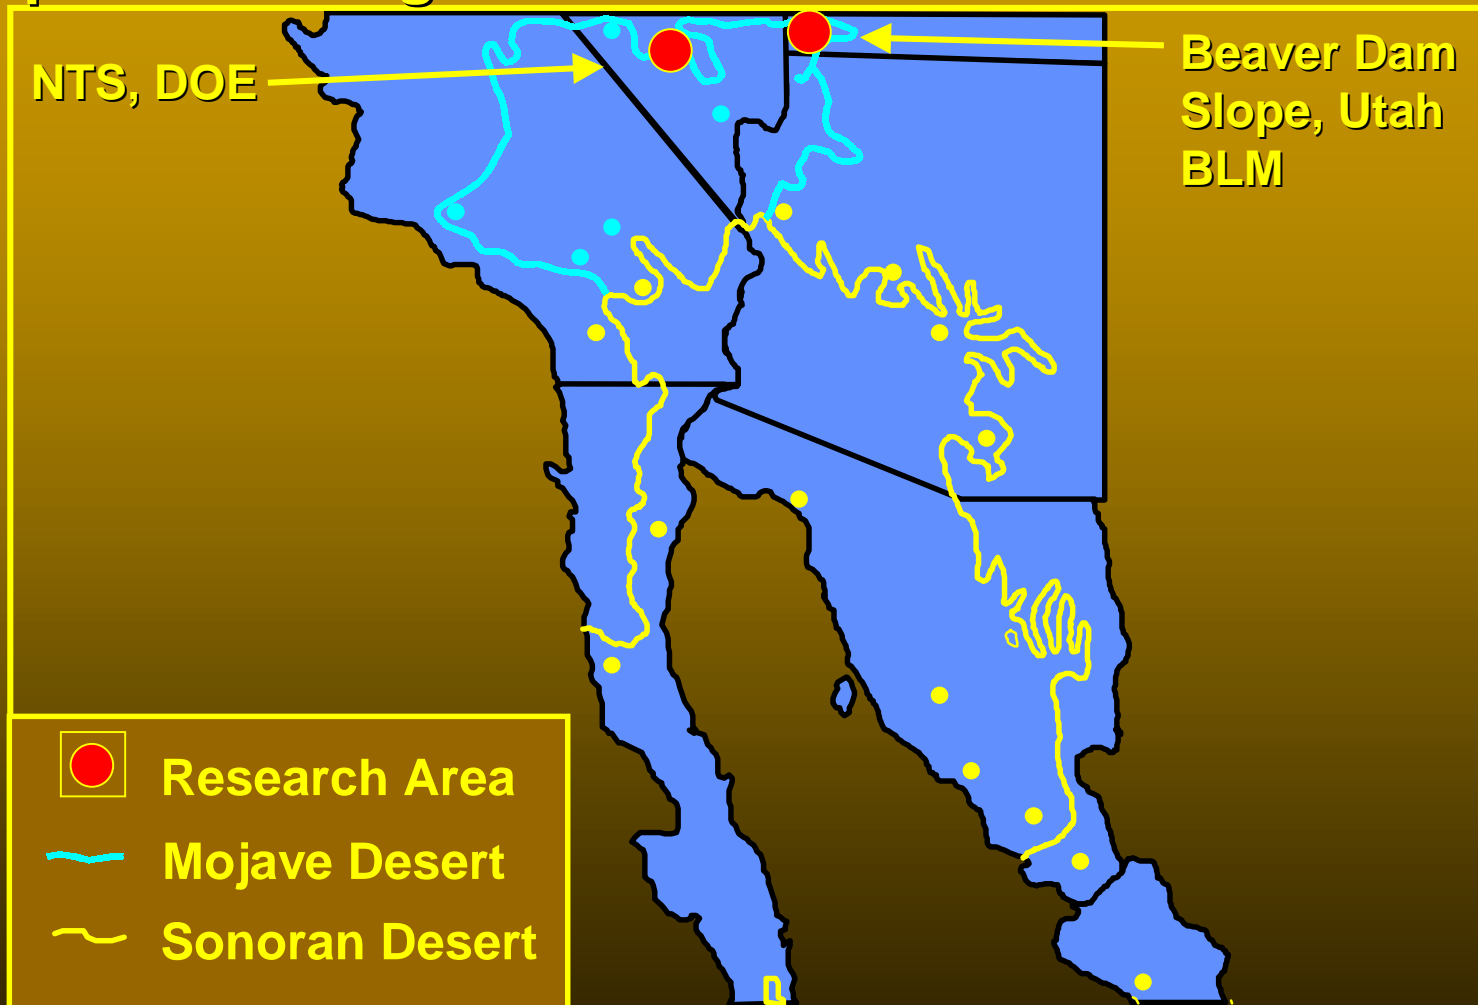 NTS, DOE
Beaver Dam
Slope, Utah
BLM
Research Area
Mojave Desert
Sonoran Desert